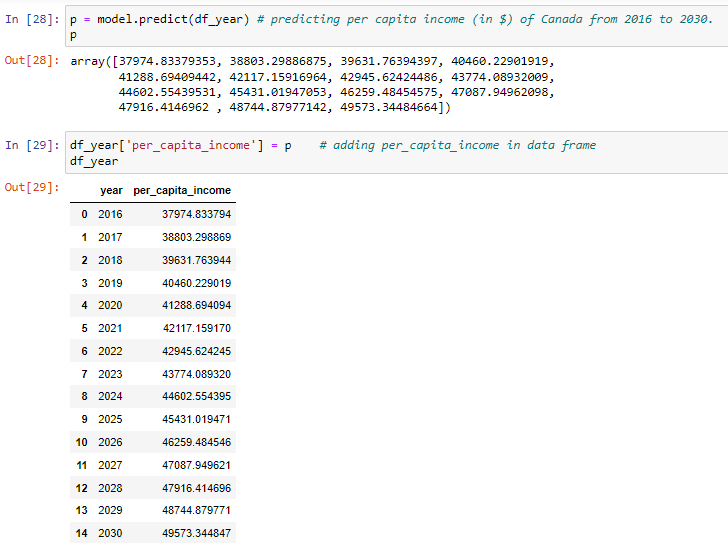 In [28]: p = model.predict(df_year) # predicting per capita income (in $) of Canada from 2016 to 2030.
p
Out[28]: array([37974.83379353, 38803.29886875, 39631.76394397, 40460.22901919,
41288.69409442, 42117.15916964, 42945.62424486, 43774.08932009,
44602.55439531, 45431.01947053, 46259.48454575, 47087.94962098,
47916.4146962 , 48744.87977142, 49573.34484664])
In [29]: df_year['per_capita_income'] = p    # adding per_capita_income in data frame
df_year
Out[29]:
year per_capita_income
0 2016 37974.833794
1 2017 38803.298869
2 2018 39631.763944
3 2019 40460.229019
4 2020 41288.694094
5 2021 42117.159170
6 2022 42945.624245
7 2023 43774.089320
8 2024 44602.554395
9 2025 45431.019471
10 2026 46259.484546
11 2027 47087.949621
12 2028 47916.414696
13 2029 48744.879771
14 2030 49573.344847